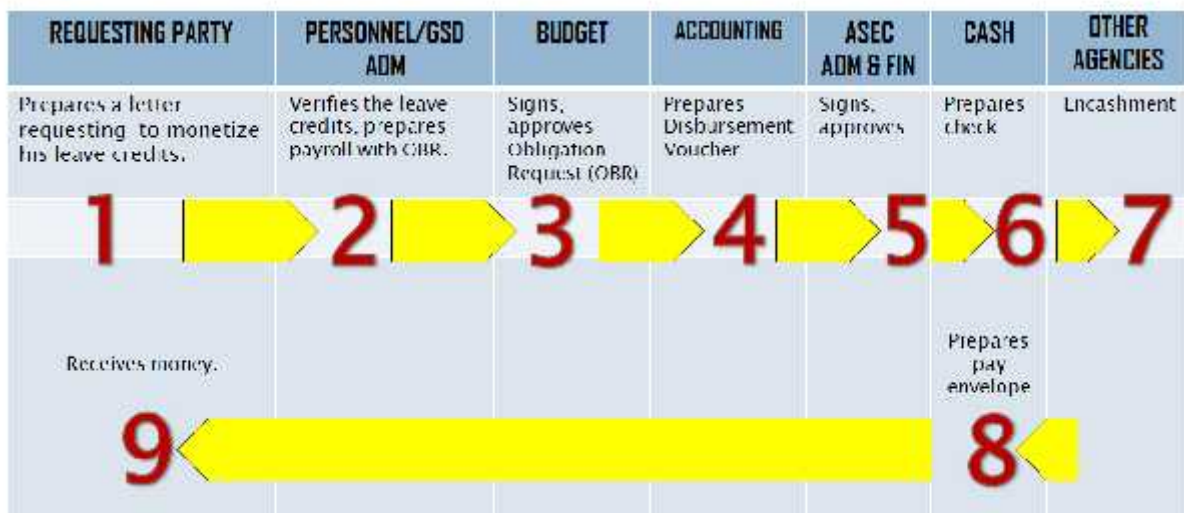 REQUESTING PARTY
PERSONNEL/GSD
ADM
BUDGET
ACCOUNTING
ASEC
ADM & FIN
CASH
OTHER
AGENCIES
Prepares a letter
requesting to monetize
his leave credits.
Verifies the leave
credits, prepares
payroll with OBR.
Signs,
approves
Obligation
Request (OBR)
Prepares
Disbursement
Voucher
Signs,
approves
Prepares
check
Encashment
1
2
3
4
5
6
7
Receives money.
Prepares
pay
envelope
9
8